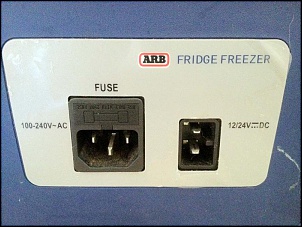 ARB FRIDGE FREEZER
FUSE
100-240V~AC
12/24V⎓DC